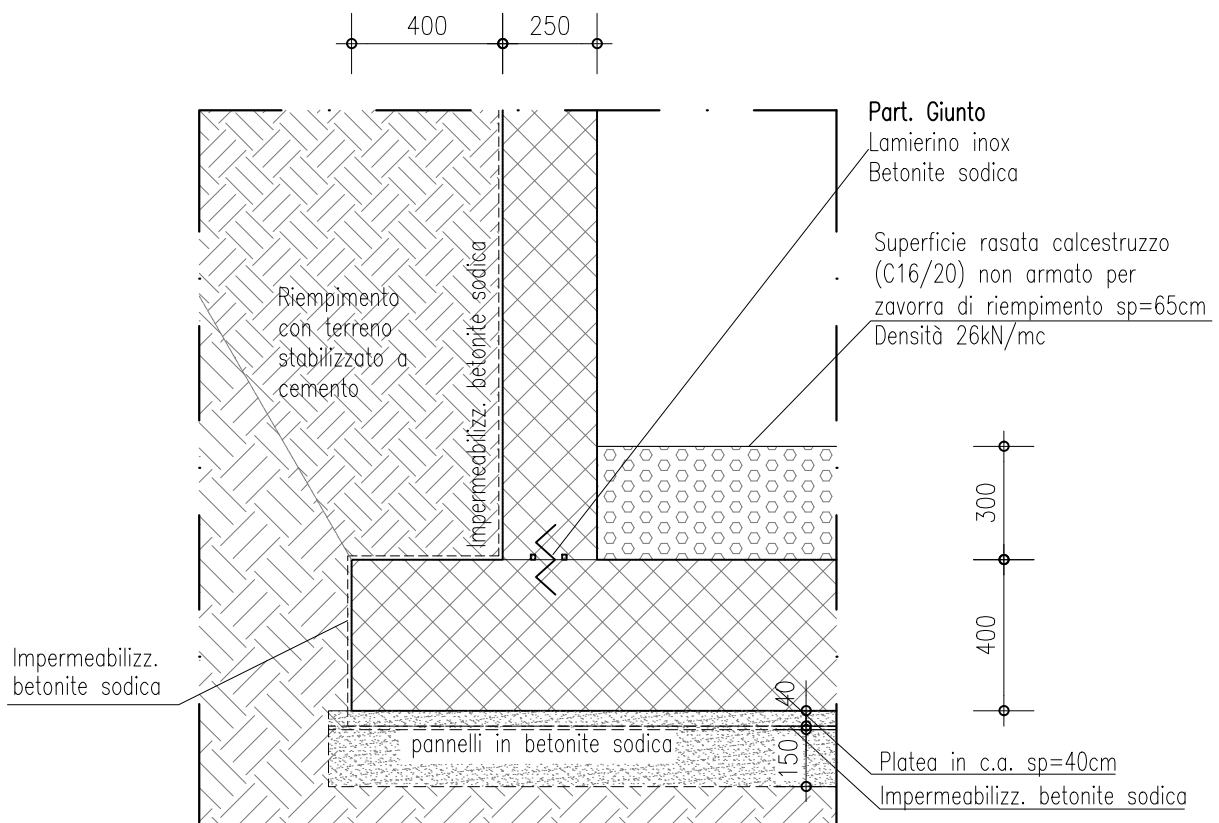 400
250
Part. Giunto
Lamierino inox
Betonite sodica
Superficie rasata calcestruzzo
(C16/20) non armato per
zavorra di riempimento sp=65cm
Densità 26kN/mc
Riempimento
con terreno
stabilizzato a
cemento
Impermeabilizz. betonite sodica
300
400
Impermeabilizz.
betonite sodica
40
150
pannelli in betonite sodica
Platea in c.a. sp=40cm
Impermeabilizz. betonite sodica